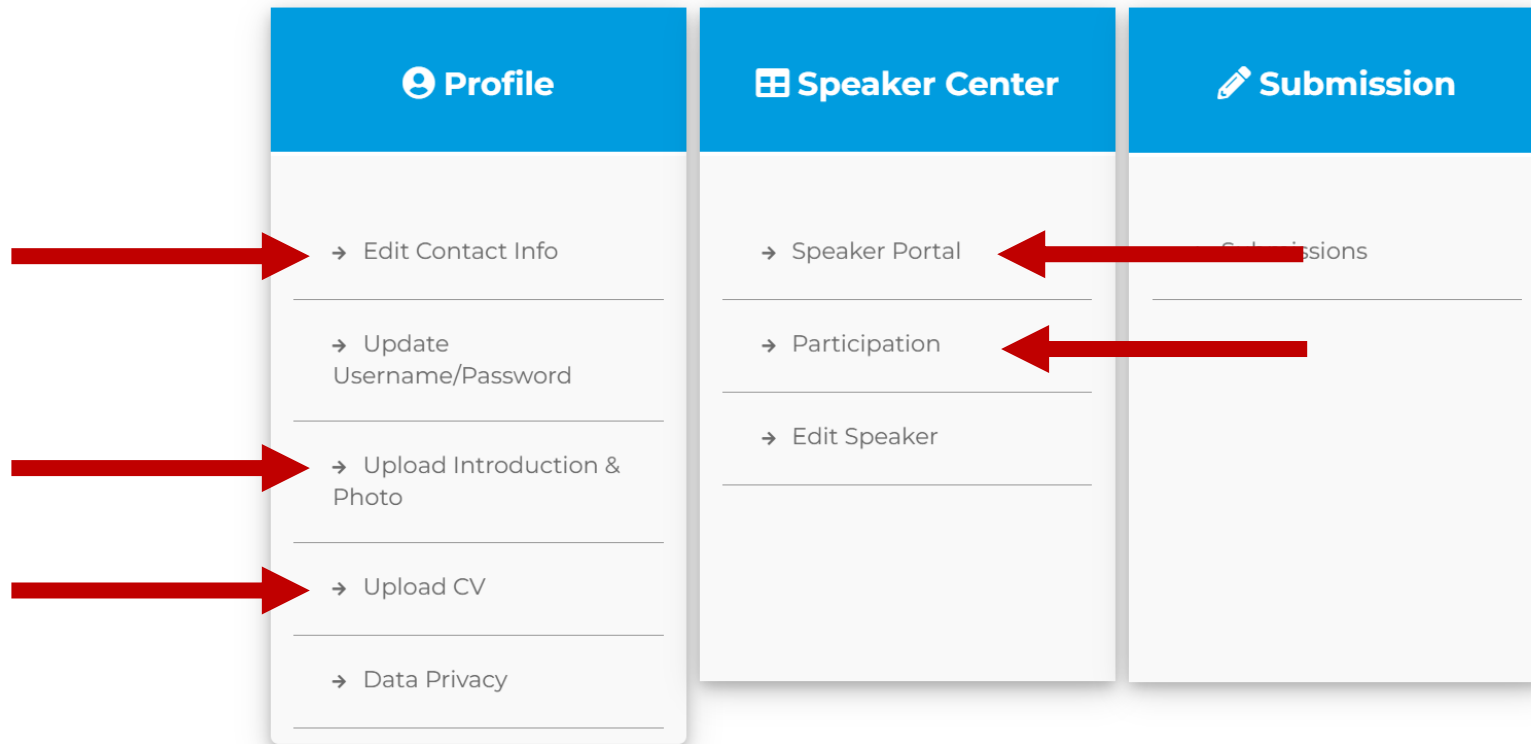 Profile
Edit Contact Info
Update
Username/Password
Upload Introduction &
Photo
Upload CV
Data Privacy
Speaker Center
Speaker Portal
Participation
Edit Speaker
Submission
Submissions